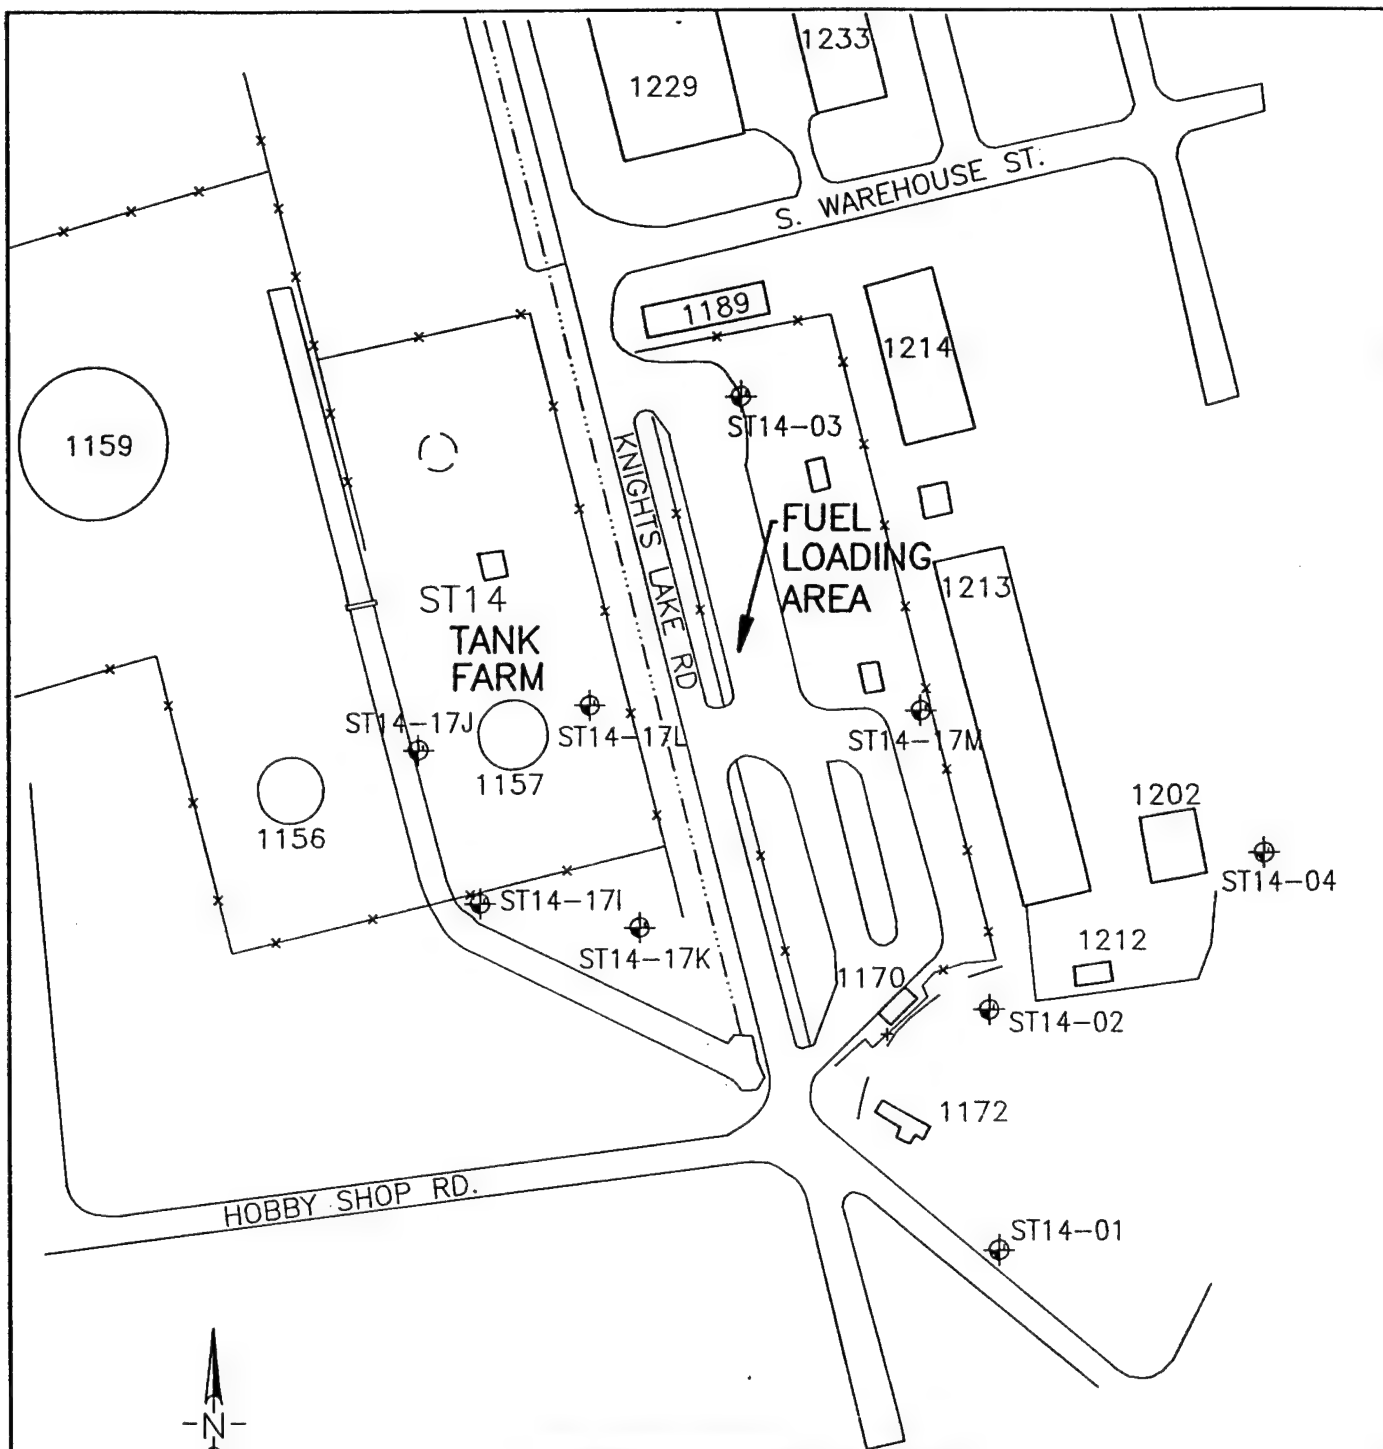 1233
1229
S. WAREHOUSE ST.
1189
1214
1159
ST14-03
KNIGHTS LAKE RD
FUEL
LOADING
AREA
1213
ST14
TANK
FARM
ST14-17J
ST14-17L
ST14-17M
1157
1202
1156
ST14-04
ST14-17I
1212
ST14-17K
1170
ST14-02
1172
HOBBY SHOP RD.
ST14-01
-N-